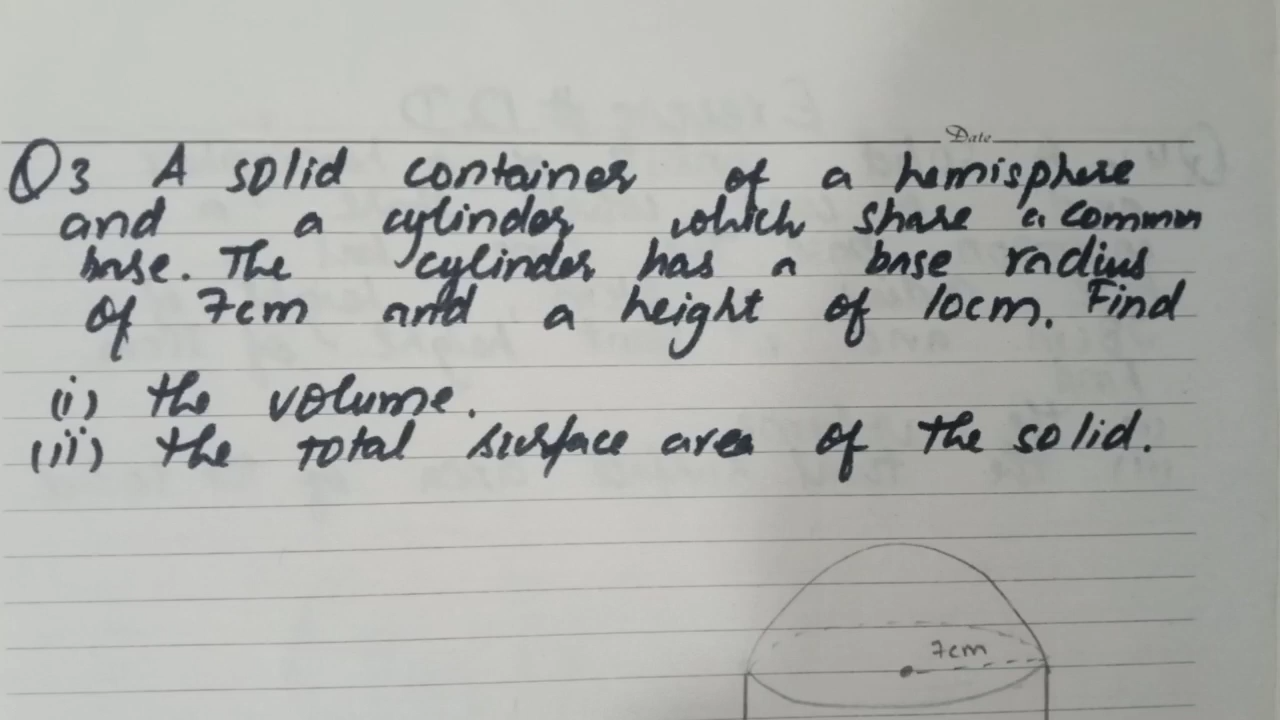 Date
Q3 A solid container of a hemisphere
and a cylinder which share a common
base. The cylinder has a base radius
of 7cm and a height of 10cm. Find
(i) the volume.
(ii) the total surface area of the solid.
7cm